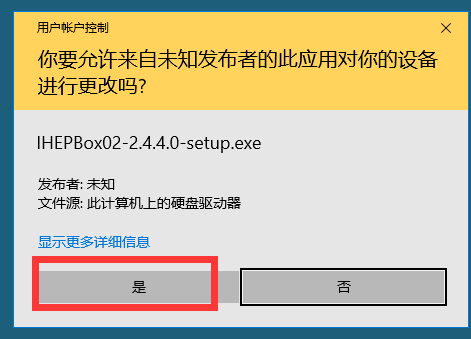 用户帐户控制
你要允许来自未知发布者的此应用对你的设备
进行更改吗?
IHEPBox02-2.4.4.0-setup.exe
发布者: 未知
文件源: 此计算机上的硬盘驱动器
显示更多详细信息
是
否